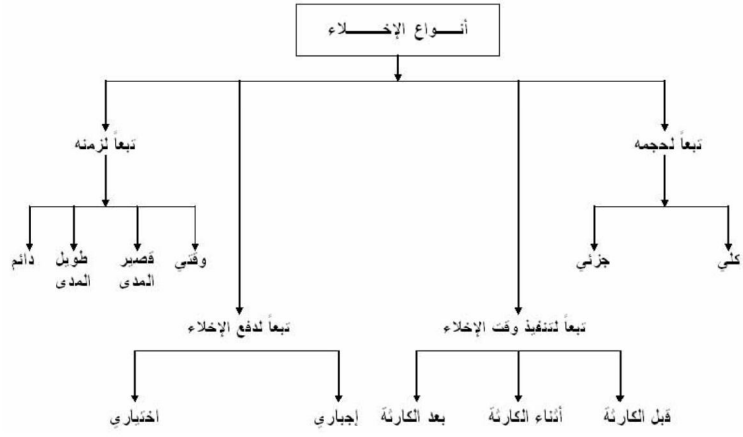 أنـــواع الإخـــــلاء
تبعاً لحجمه
تبعاً لزمنه
كلي
جزئي
وقتي
قصير
المدى
طويل
المدى
دائم
تبعاً لتنفيذ وقت الإخلاء
تبعاً لدفع الإخلاء
قبل الكارثة
أثناء الكارثة
بعد الكارثة
إجباري
اختياري